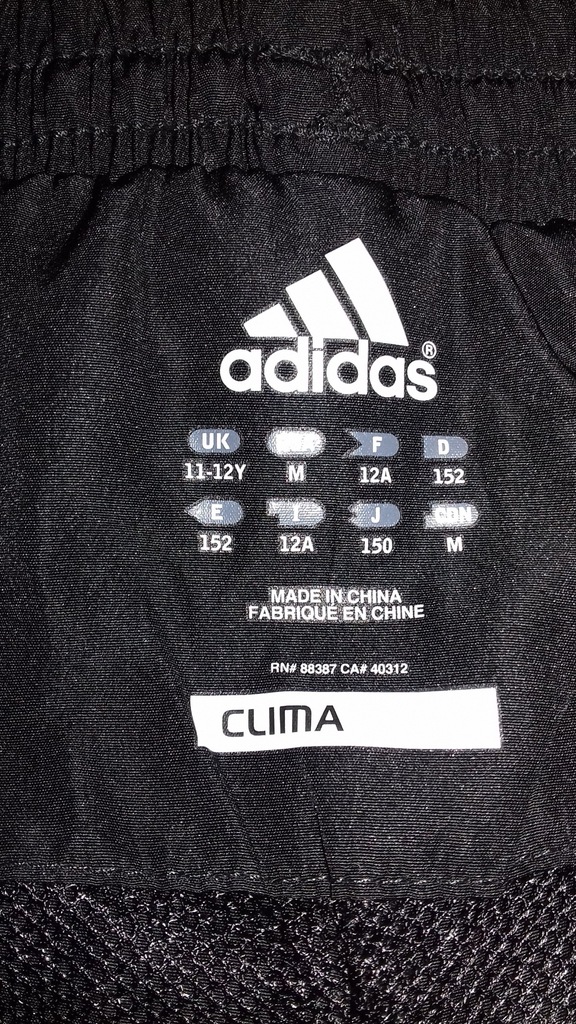 adidas®
UK F D
11-12Y M 12A 152
E I J CDN
152 12A 150 M
MADE IN CHINA
FABRIQUÉ EN CHINE
RN# 88387 CA# 40312
CLIMA